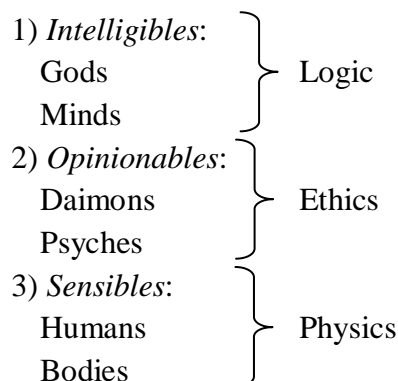 1) Intelligibles:
Gods
Logic
Minds
2) Opinionables:
Daimons
Ethics
Psyches
3) Sensibles:
Humans
Physics
Bodies